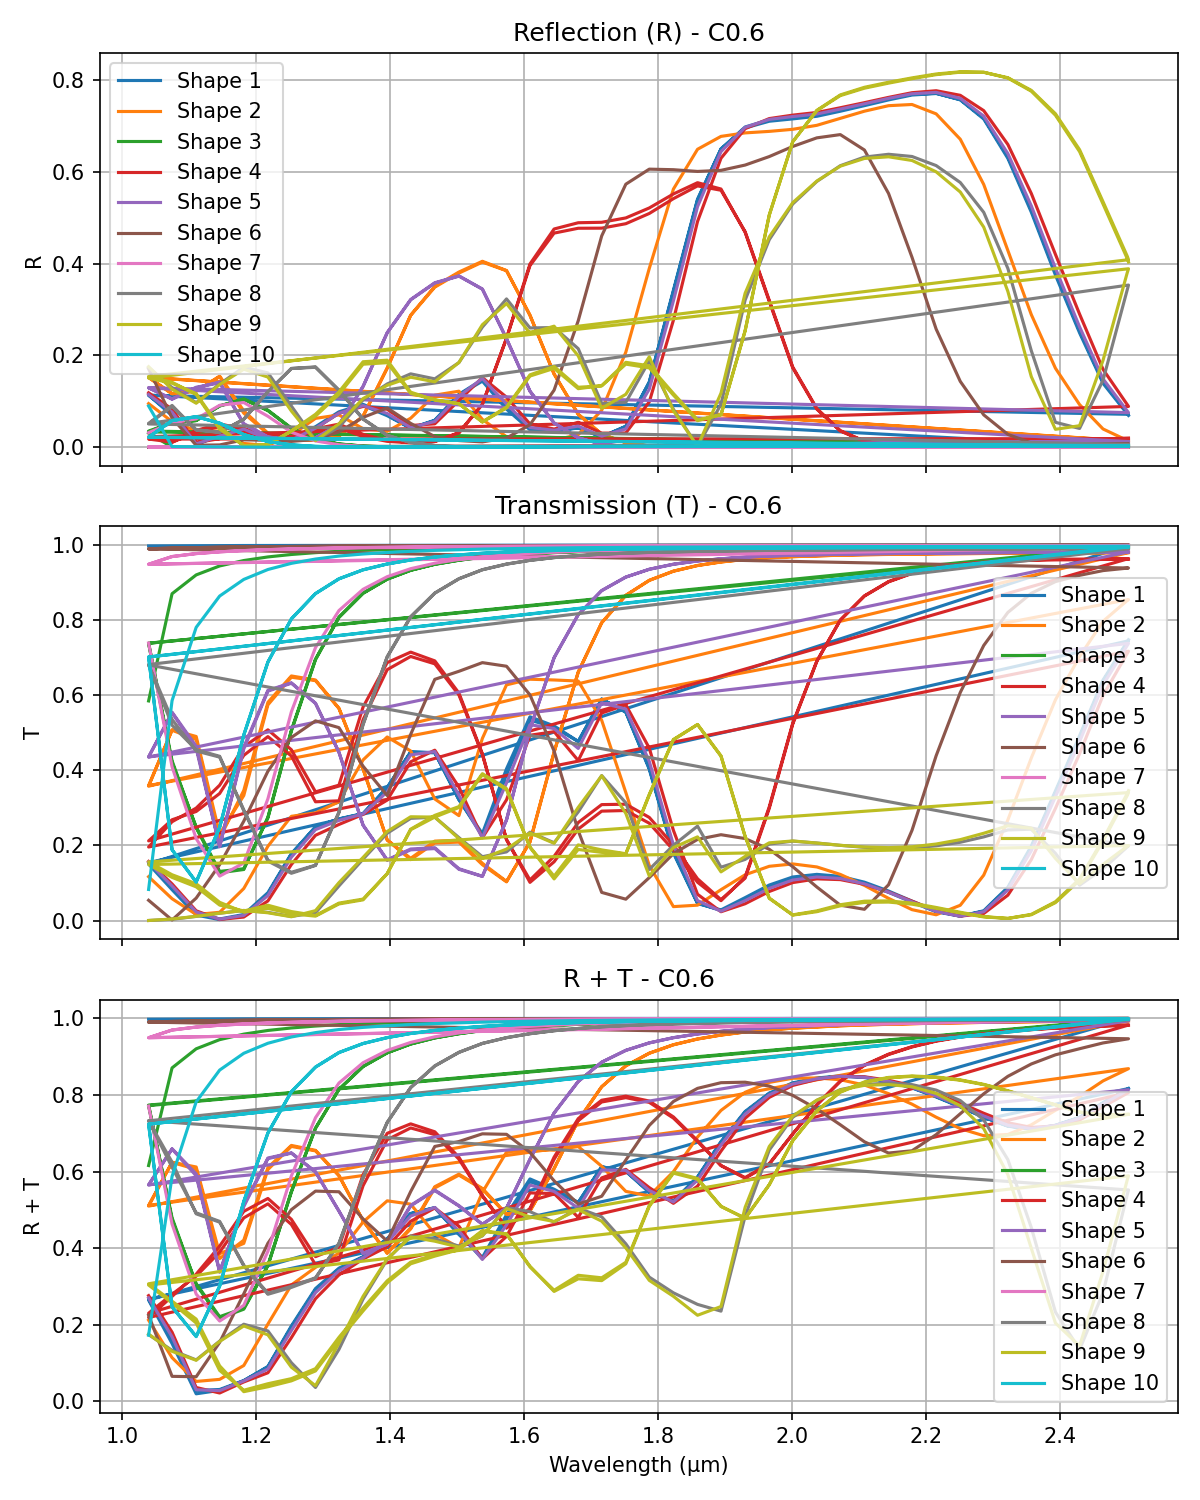 Reflection (R) - C0.6
R
0.8
0.6
0.4
0.2
0.0
Shape 1
Shape 2
Shape 3
Shape 4
Shape 5
Shape 6
Shape 7
Shape 8
Shape 9
Shape 10
Transmission (T) - C0.6
T
1.0
0.8
0.6
0.4
0.2
0.0
Shape 1
Shape 2
Shape 3
Shape 4
Shape 5
Shape 6
Shape 7
Shape 8
Shape 9
Shape 10
R + T - C0.6
R + T
1.0
0.8
0.6
0.4
0.2
0.0
Shape 1
Shape 2
Shape 3
Shape 4
Shape 5
Shape 6
Shape 7
Shape 8
Shape 9
Shape 10
1.0 1.2 1.4 1.6 1.8 2.0 2.2 2.4
Wavelength (μm)